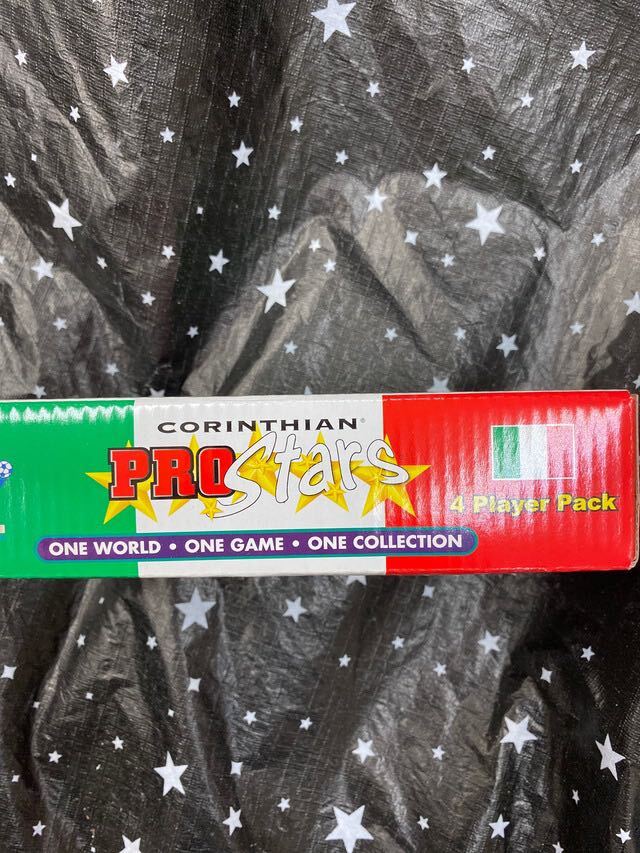 CORINTHIAN®
PROStars
4 Player Pack
ONE WORLD • ONE GAME • ONE COLLECTION